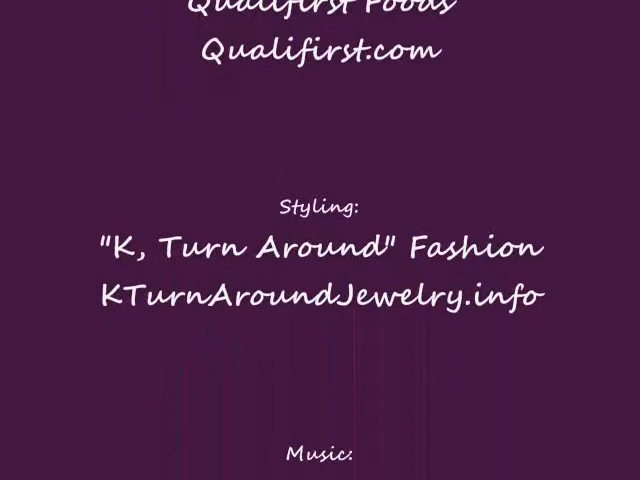 Qualifirst Foods
Qualifirst.com
Styling:
"K, Turn Around" Fashion
KTurnAroundJewelry.info
Music: